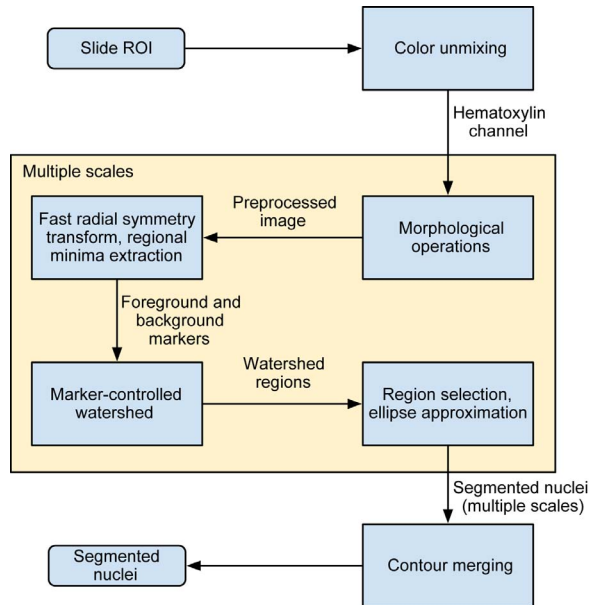 Slide ROI
Color unmixing
Hematoxylin
channel
Multiple scales
Fast radial symmetry
transform, regional
minima extraction
Preprocessed
image
Morphological
operations
Foreground and
background
markers
Marker-controlled
watershed
Watershed
regions
Region selection,
ellipse approximation
Segmented nuclei
(multiple scales)
Segmented
nuclei
Contour merging